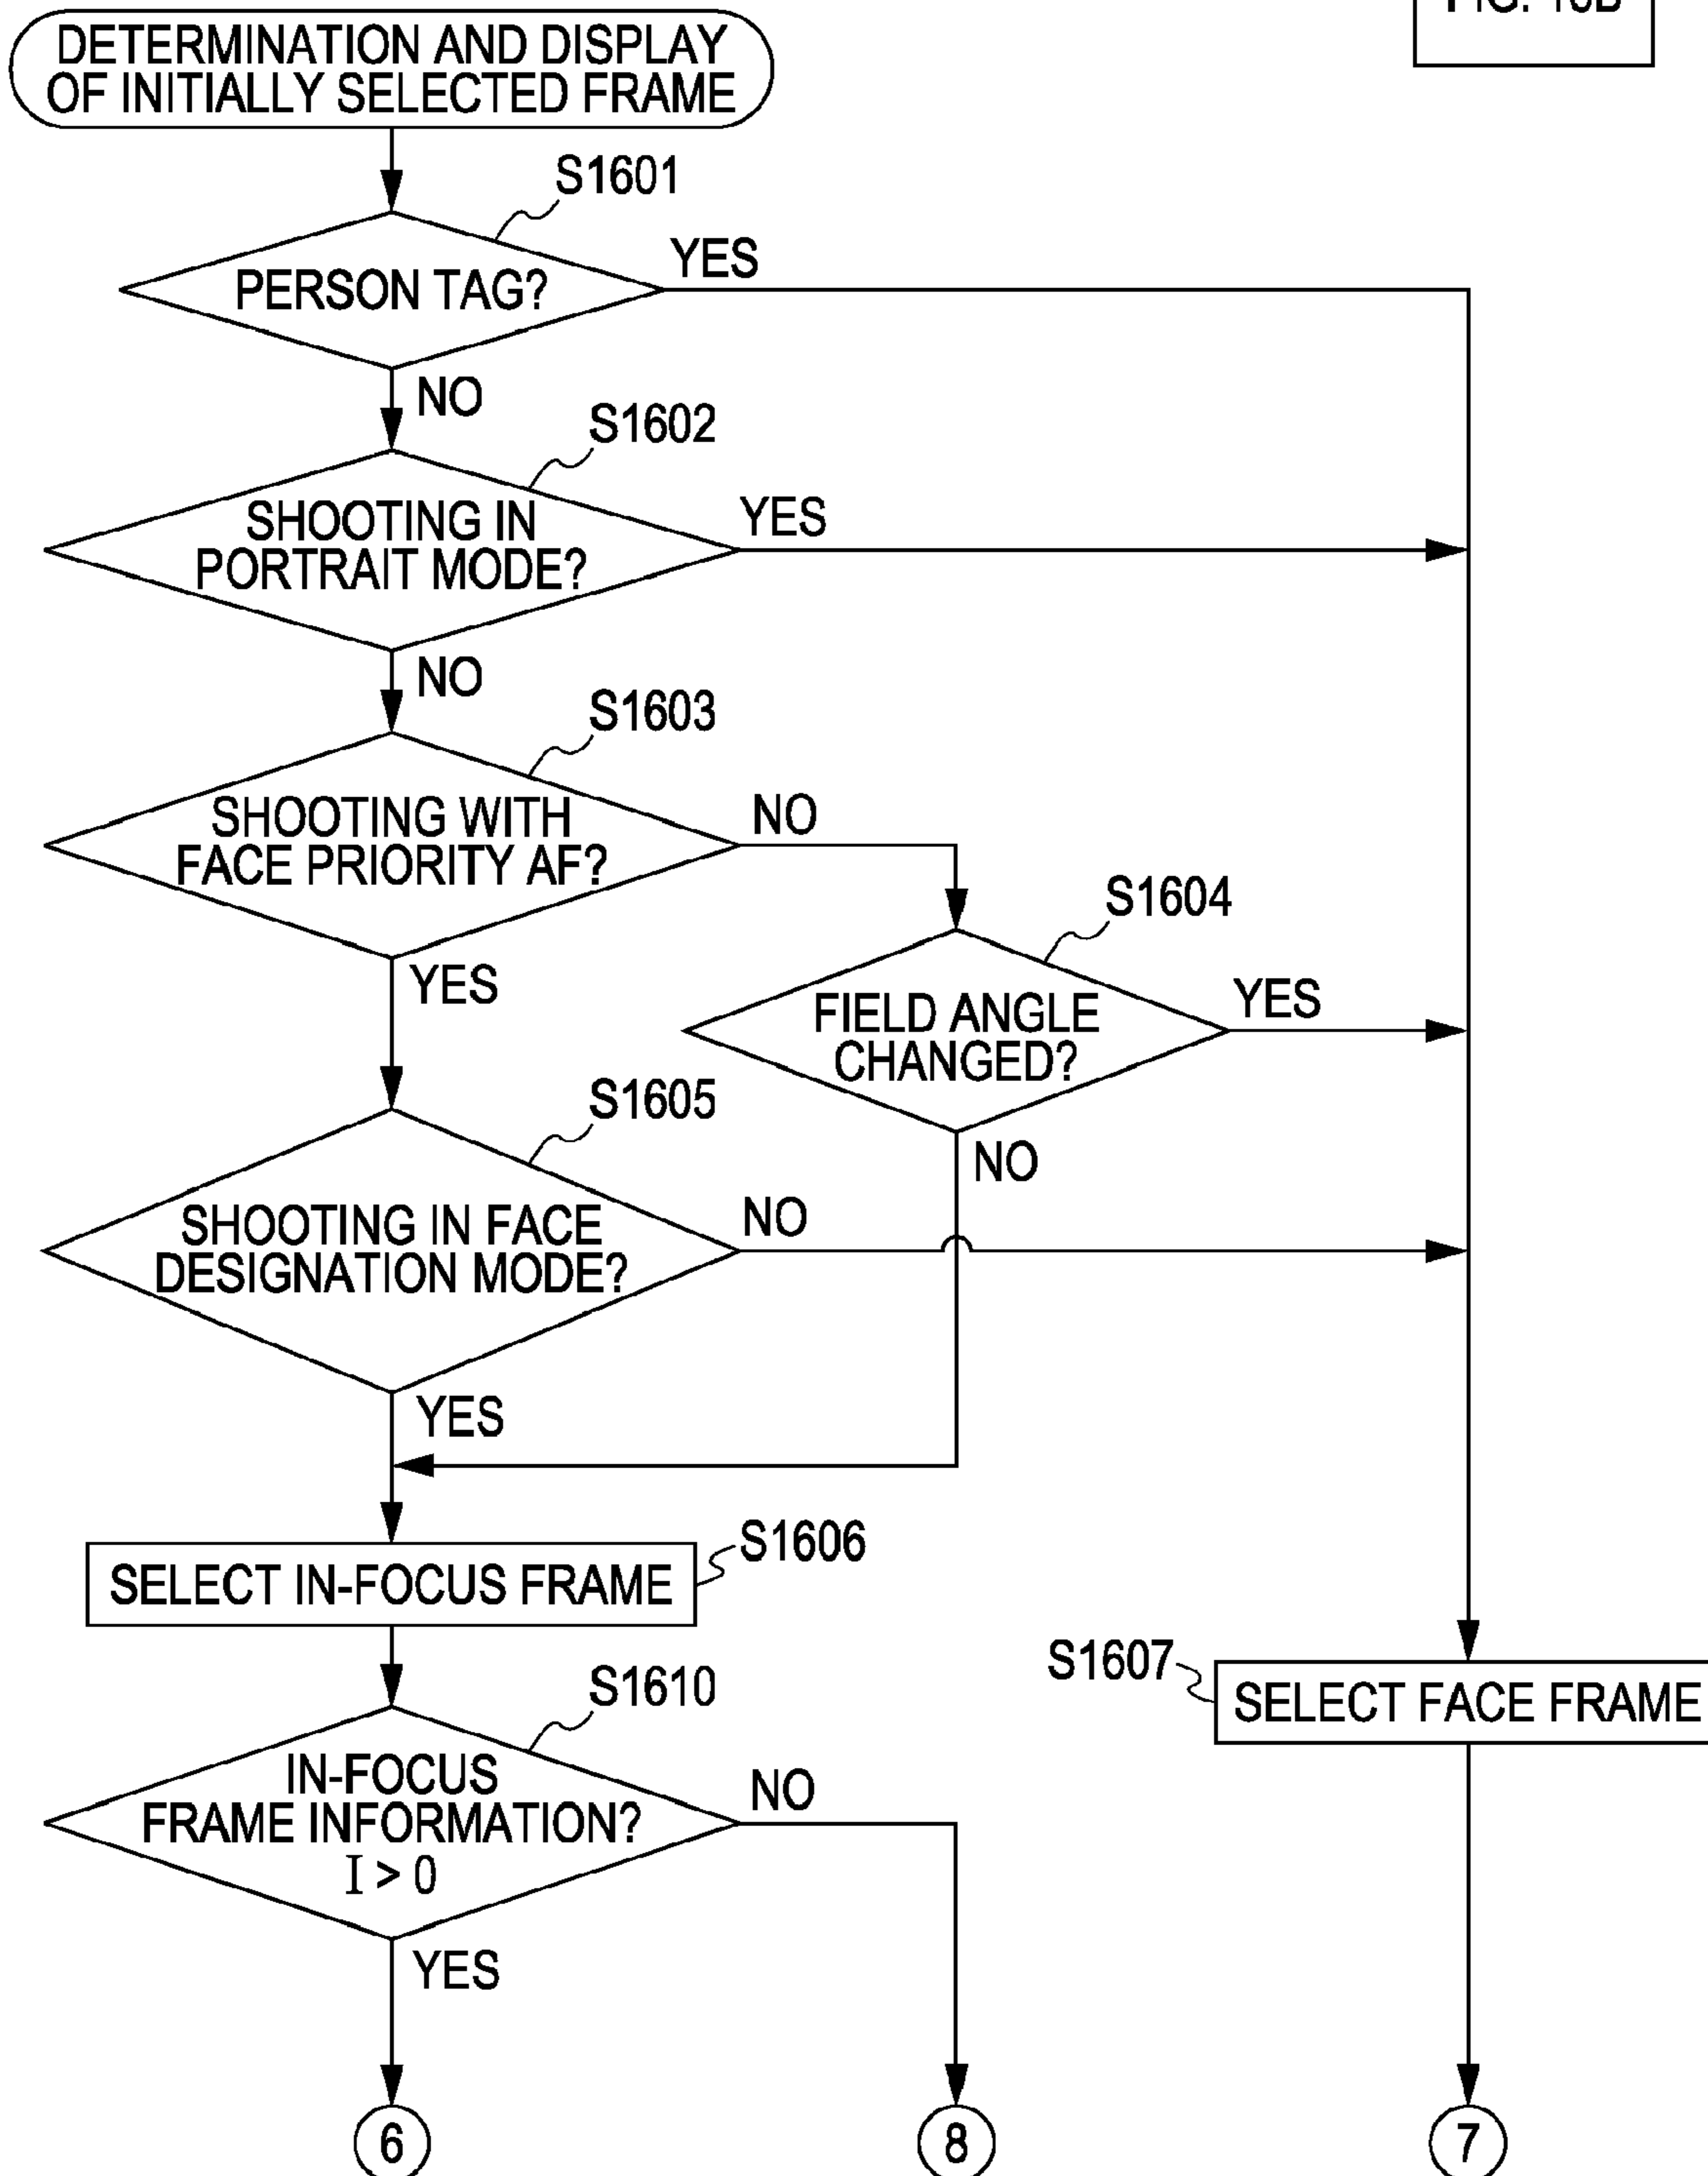 DETERMINATION AND DISPLAY
OF INITIALLY SELECTED FRAME
S1601
PERSON TAG?
YES
NO
S1602
SHOOTING IN
PORTRAIT MODE?
YES
NO
S1603
SHOOTING WITH
FACE PRIORITY AF?
NO
YES
S1604
FIELD ANGLE
CHANGED?
YES
NO
S1605
SHOOTING IN FACE
DESIGNATION MODE?
NO
YES
S1606
SELECT IN-FOCUS FRAME
S1607
SELECT FACE FRAME
S1610
IN-FOCUS
FRAME INFORMATION?
I > 0
NO
YES
6
8
7